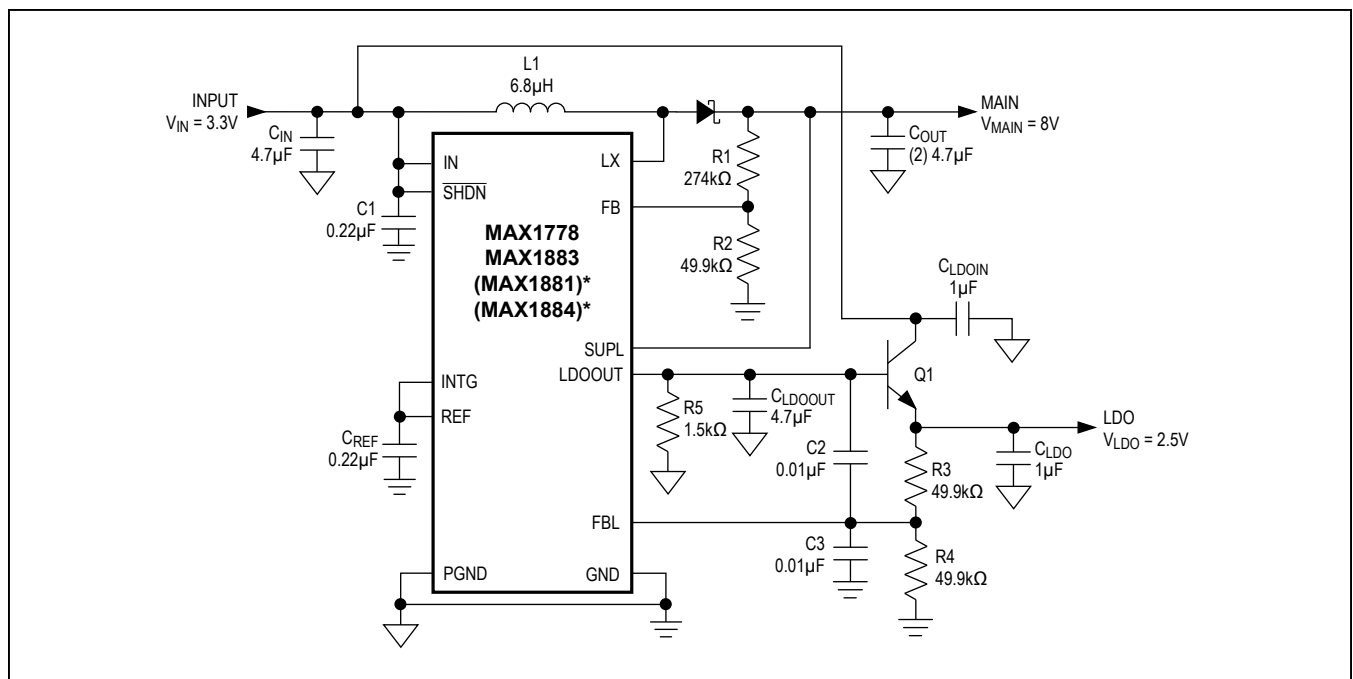 L1
6.8µH
INPUT
V_IN = 3.3V
MAIN
V_MAIN = 8V
C_IN
4.7µF
C_OUT
(2) 4.7µF
IN
LX
R1
274kΩ
SHDN
C1
0.22µF
FB
MAX1778
MAX1883
(MAX1881)*
(MAX1884)*
R2
49.9kΩ
C_LDOIN
1µF
SUPL
LDOOUT
Q1
INTG
REF
C_REF
0.22µF
R5
1.5kΩ
C_LDOOUT
4.7µF
LDO
V_LDO = 2.5V
C2
0.01µF
R3
49.9kΩ
C_LDO
1µF
FBL
C3
0.01µF
R4
49.9kΩ
PGND
GND